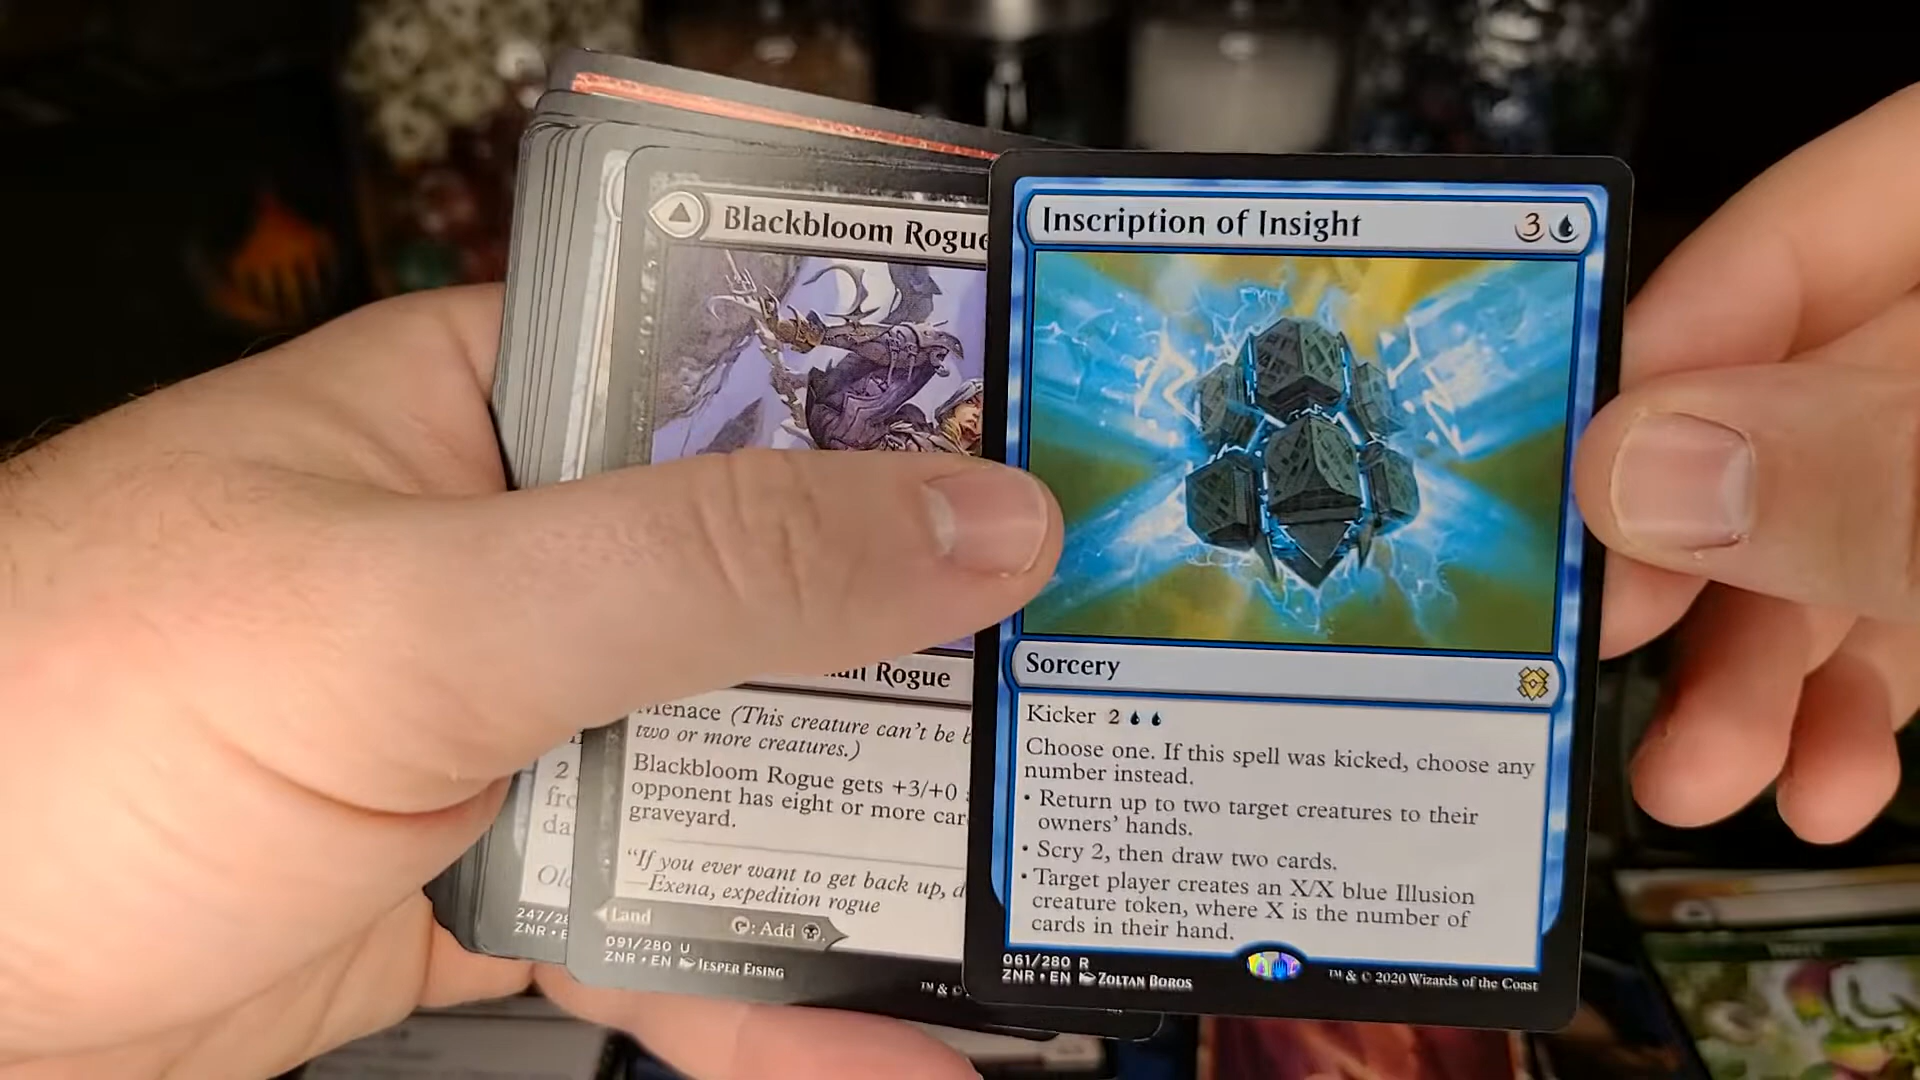 Blackbloom Rogue
Rogue
Menace (This creature can't be
two or more creatures.)
Blackbloom Rogue gets +3/+0
opponent has eight or more
graveyard.
"If you ever want to get back up,
—Exena, expedition rogue
Land
: Add .
091/280 U
ZNR • EN Jesper Eising
™ & ©
2
247/28
ZNR • E
Inscription of Insight
3
Sorcery
Kicker 2
Choose one. If this spell was kicked, choose any
number instead.
• Return up to two target creatures to their
owners' hands.
• Scry 2, then draw two cards.
• Target player creates an X/X blue Illusion
creature token, where X is the number of
cards in their hand.
061/280 R
ZNR • EN Zoltan Boros
™ & © 2020 Wizards of the Coast